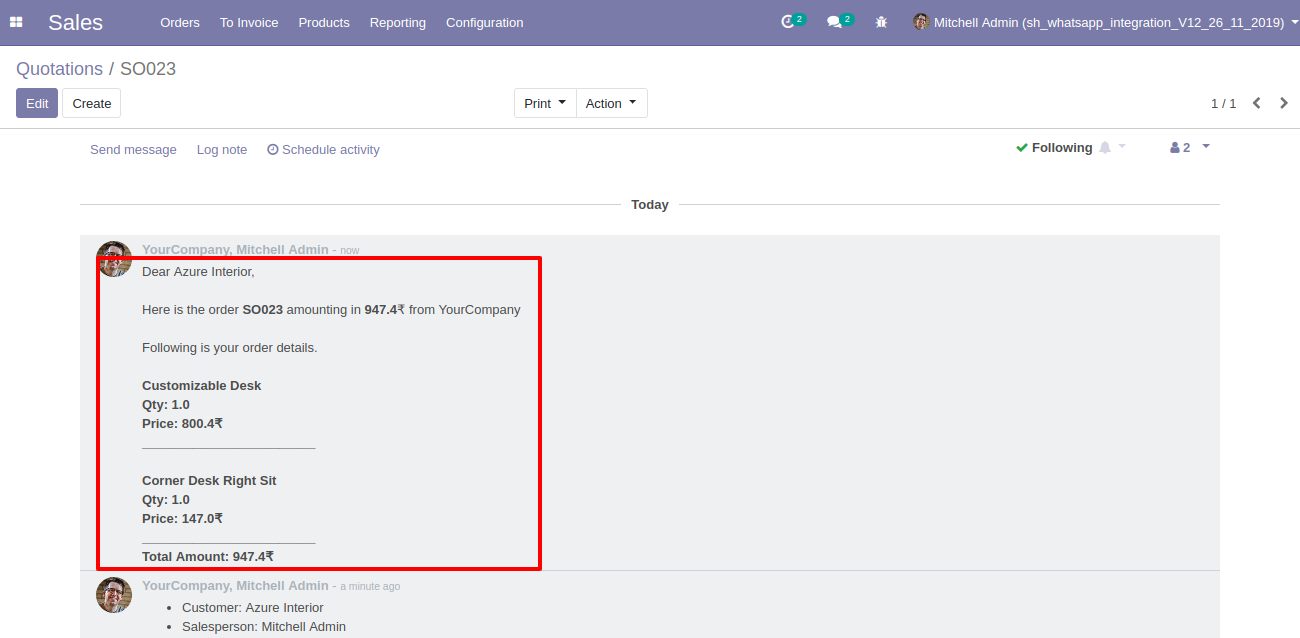 Sales Orders To Invoice Products Reporting Configuration 2 2 Mitchell Admin (sh_whatsapp_integration_V12_26_11_2019)
Quotations / SO023
Edit Create Print Action 1 / 1
Send message Log note Schedule activity Following 2
Today
YourCompany, Mitchell Admin - now
Dear Azure Interior,
Here is the order SO023 amounting in 947.4₹ from YourCompany
Following is your order details.
Customizable Desk
Qty: 1.0
Price: 800.4₹
________________________
Corner Desk Right Sit
Qty: 1.0
Price: 147.0₹
________________________
Total Amount: 947.4₹
YourCompany, Mitchell Admin - a minute ago
• Customer: Azure Interior
• Salesperson: Mitchell Admin